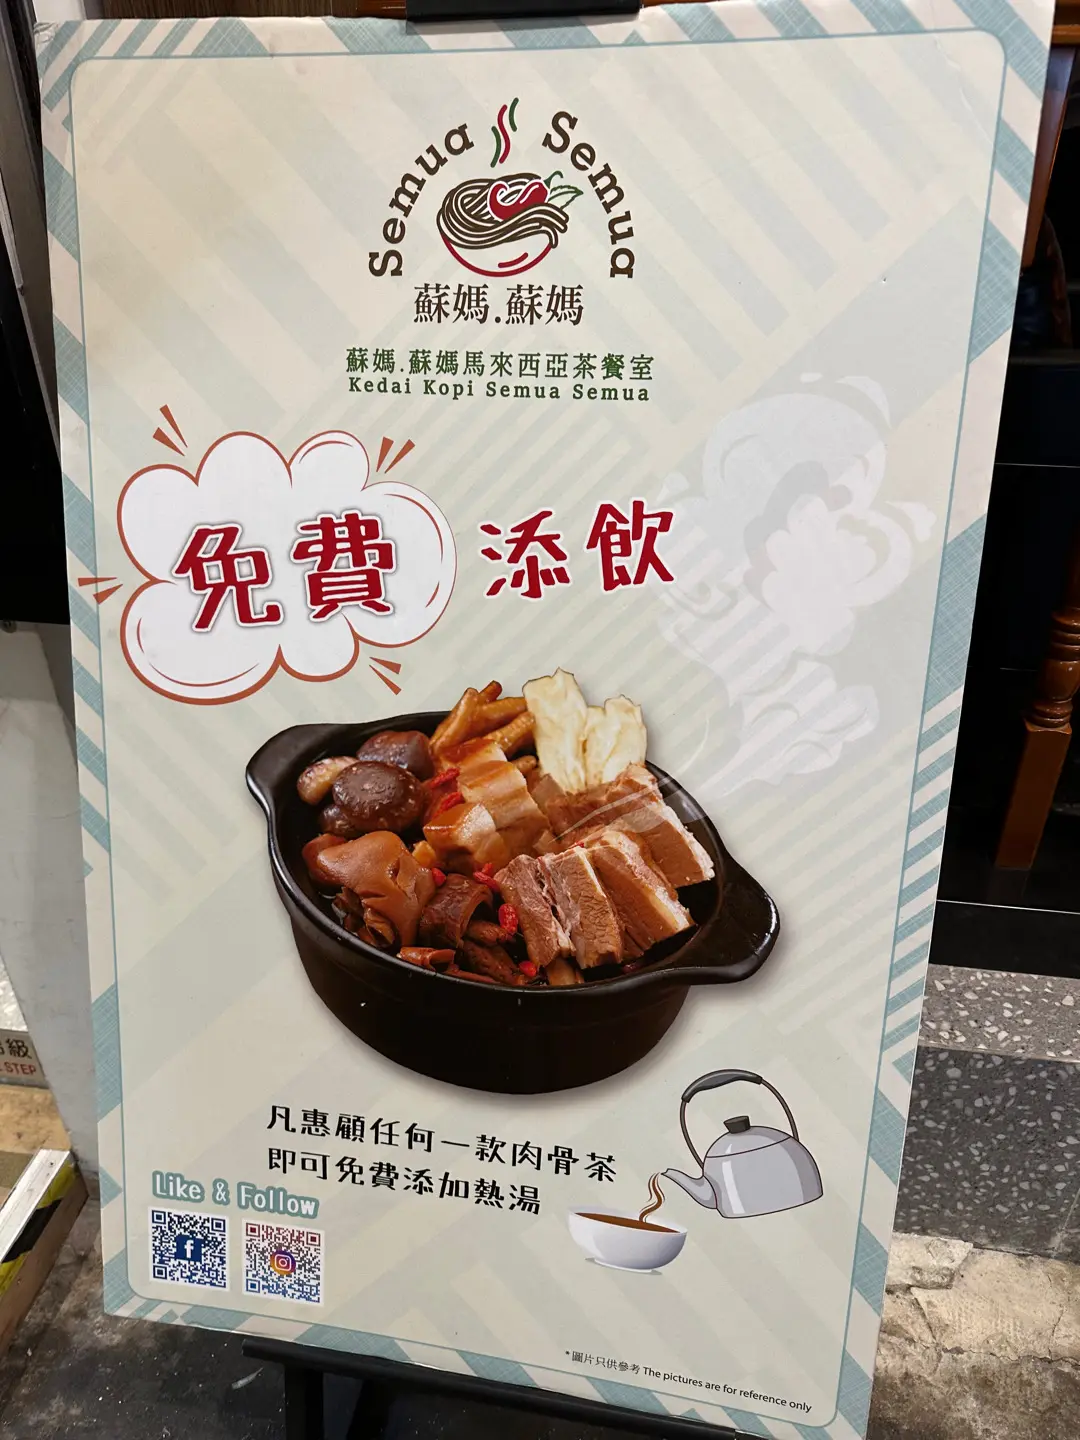 Semua Semua
蘇媽.蘇媽
蘇媽.蘇媽馬來西亞茶餐室
Kedai Kopi Semua Semua
免費 添飲
凡惠顧任何一款肉骨茶
即可免費添加熱湯
Like & Follow
*圖片只供參考 The pictures are for reference only
級
STEP